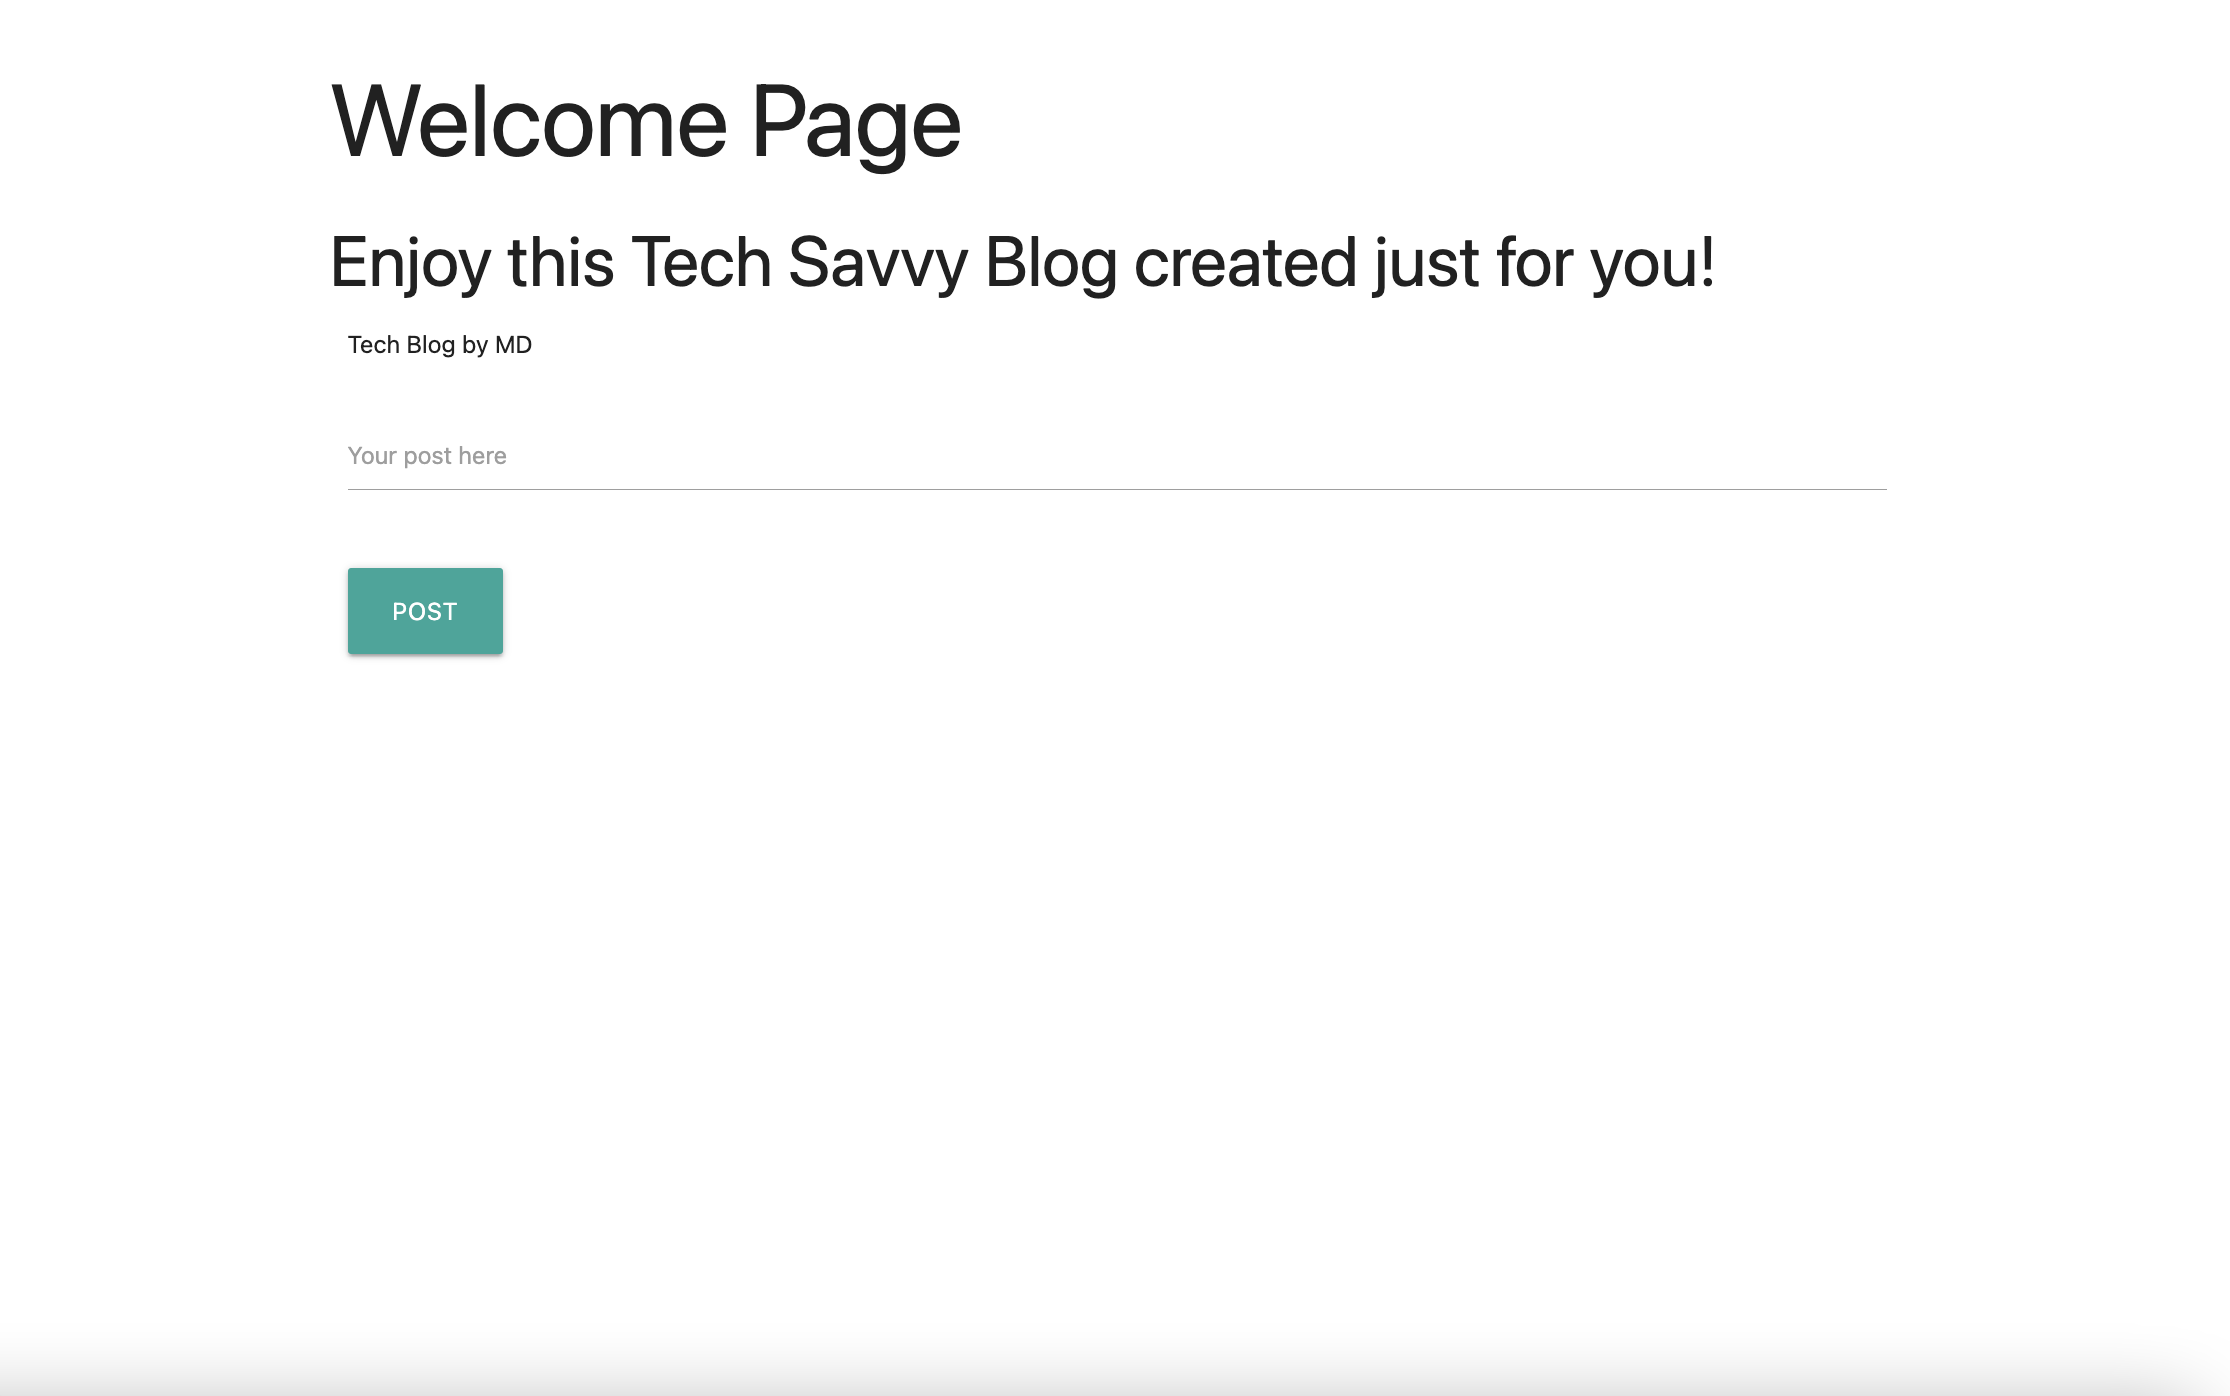 Welcome Page
Enjoy this Tech Savvy Blog created just for you!
Tech Blog by MD
Your post here
POST